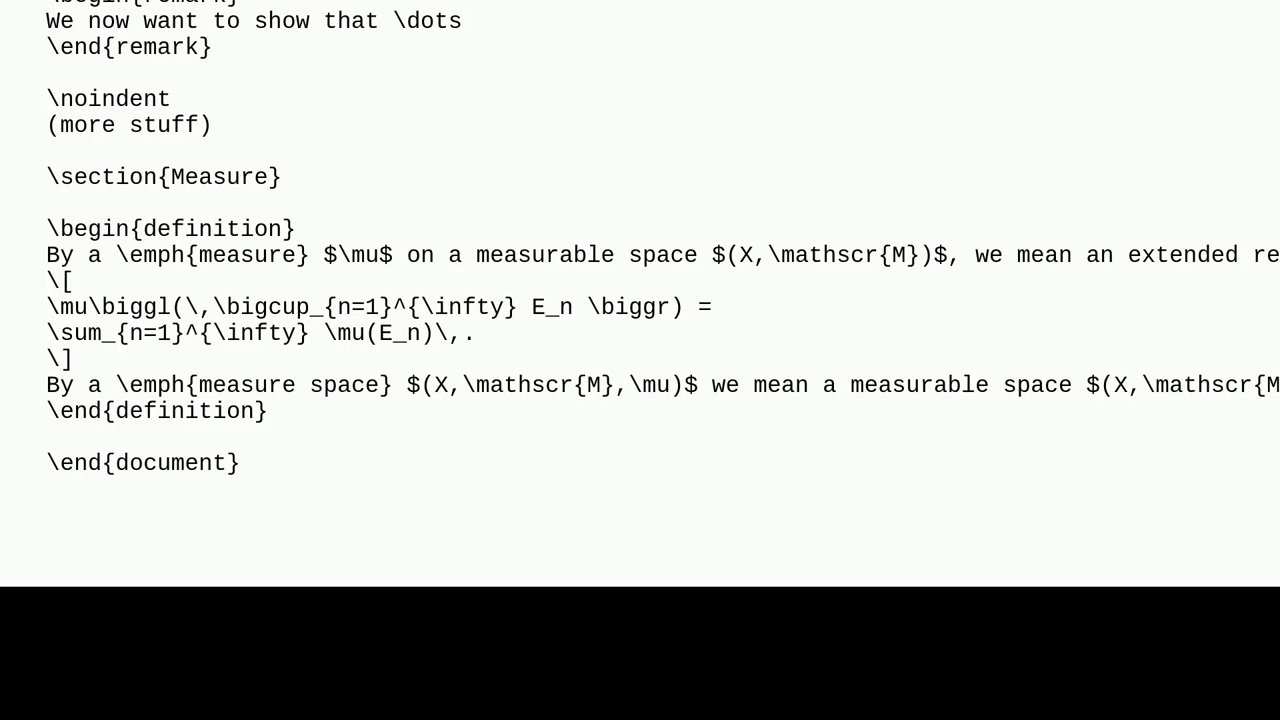 \begin{remark}
We now want to show that \dots
\end{remark}
\noindent
(more stuff)
\section{Measure}
\begin{definition}
By a \emph{measure} $\mu$ on a measurable space $(X,\mathscr{M})$, we mean an extended re
\[
\mu\biggl(\,\bigcup_{n=1}^{\infty} E_n \biggr) =
\sum_{n=1}^{\infty} \mu(E_n)\,.
\]
By a \emph{measure space} $(X,\mathscr{M},\mu)$ we mean a measurable space $(X,\mathscr{M
\end{definition}
\end{document}